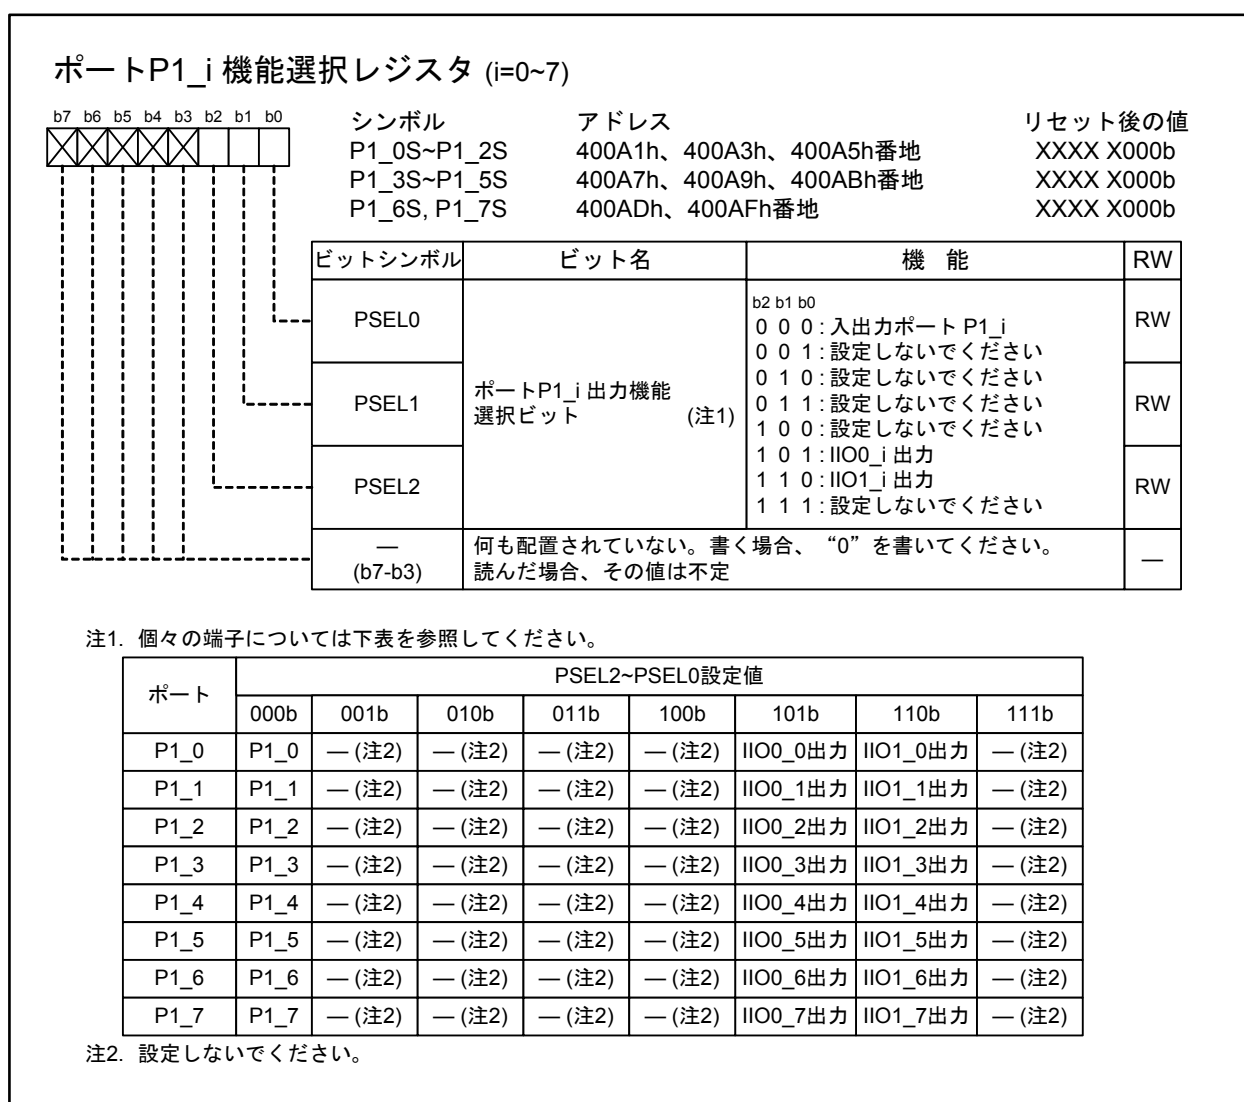 ポートP1_i 機能選択レジスタ (i=0~7)
b7 b6 b5 b4 b3 b2 b1 b0
シンボル アドレス リセット後の値
P1_0S~P1_2S 400A1h、400A3h、400A5h番地 XXXX X000b
P1_3S~P1_5S 400A7h、400A9h、400ABh番地 XXXX X000b
P1_6S, P1_7S 400ADh、400AFh番地 XXXX X000b
ビットシンボル ビット名 機 能 RW
PSEL0 RW
PSEL1 RW
PSEL2 RW
ポートP1_i 出力機能
選択ビット (注1)
b2 b1 b0
0 0 0 : 入出力ポート P1_i
0 0 1 : 設定しないでください
0 1 0 : 設定しないでください
0 1 1 : 設定しないでください
1 0 0 : 設定しないでください
1 0 1 : IIO0_i 出力
1 1 0 : IIO1_i 出力
1 1 1 : 設定しないでください
— (b7-b3)
何も配置されていない。書く場合、“0”を書いてください。
読んだ場合、その値は不定
—
注1. 個々の端子については下表を参照してください。
ポート PSEL2~PSEL0設定値
000b 001b 010b 011b 100b 101b 110b 111b
P1_0 P1_0 — (注2) — (注2) — (注2) — (注2) IIO0_0出力 IIO1_0出力 — (注2)
P1_1 P1_1 — (注2) — (注2) — (注2) — (注2) IIO0_1出力 IIO1_1出力 — (注2)
P1_2 P1_2 — (注2) — (注2) — (注2) — (注2) IIO0_2出力 IIO1_2出力 — (注2)
P1_3 P1_3 — (注2) — (注2) — (注2) — (注2) IIO0_3出力 IIO1_3出力 — (注2)
P1_4 P1_4 — (注2) — (注2) — (注2) — (注2) IIO0_4出力 IIO1_4出力 — (注2)
P1_5 P1_5 — (注2) — (注2) — (注2) — (注2) IIO0_5出力 IIO1_5出力 — (注2)
P1_6 P1_6 — (注2) — (注2) — (注2) — (注2) IIO0_6出力 IIO1_6出力 — (注2)
P1_7 P1_7 — (注2) — (注2) — (注2) — (注2) IIO0_7出力 IIO1_7出力 — (注2)
注2. 設定しないでください。